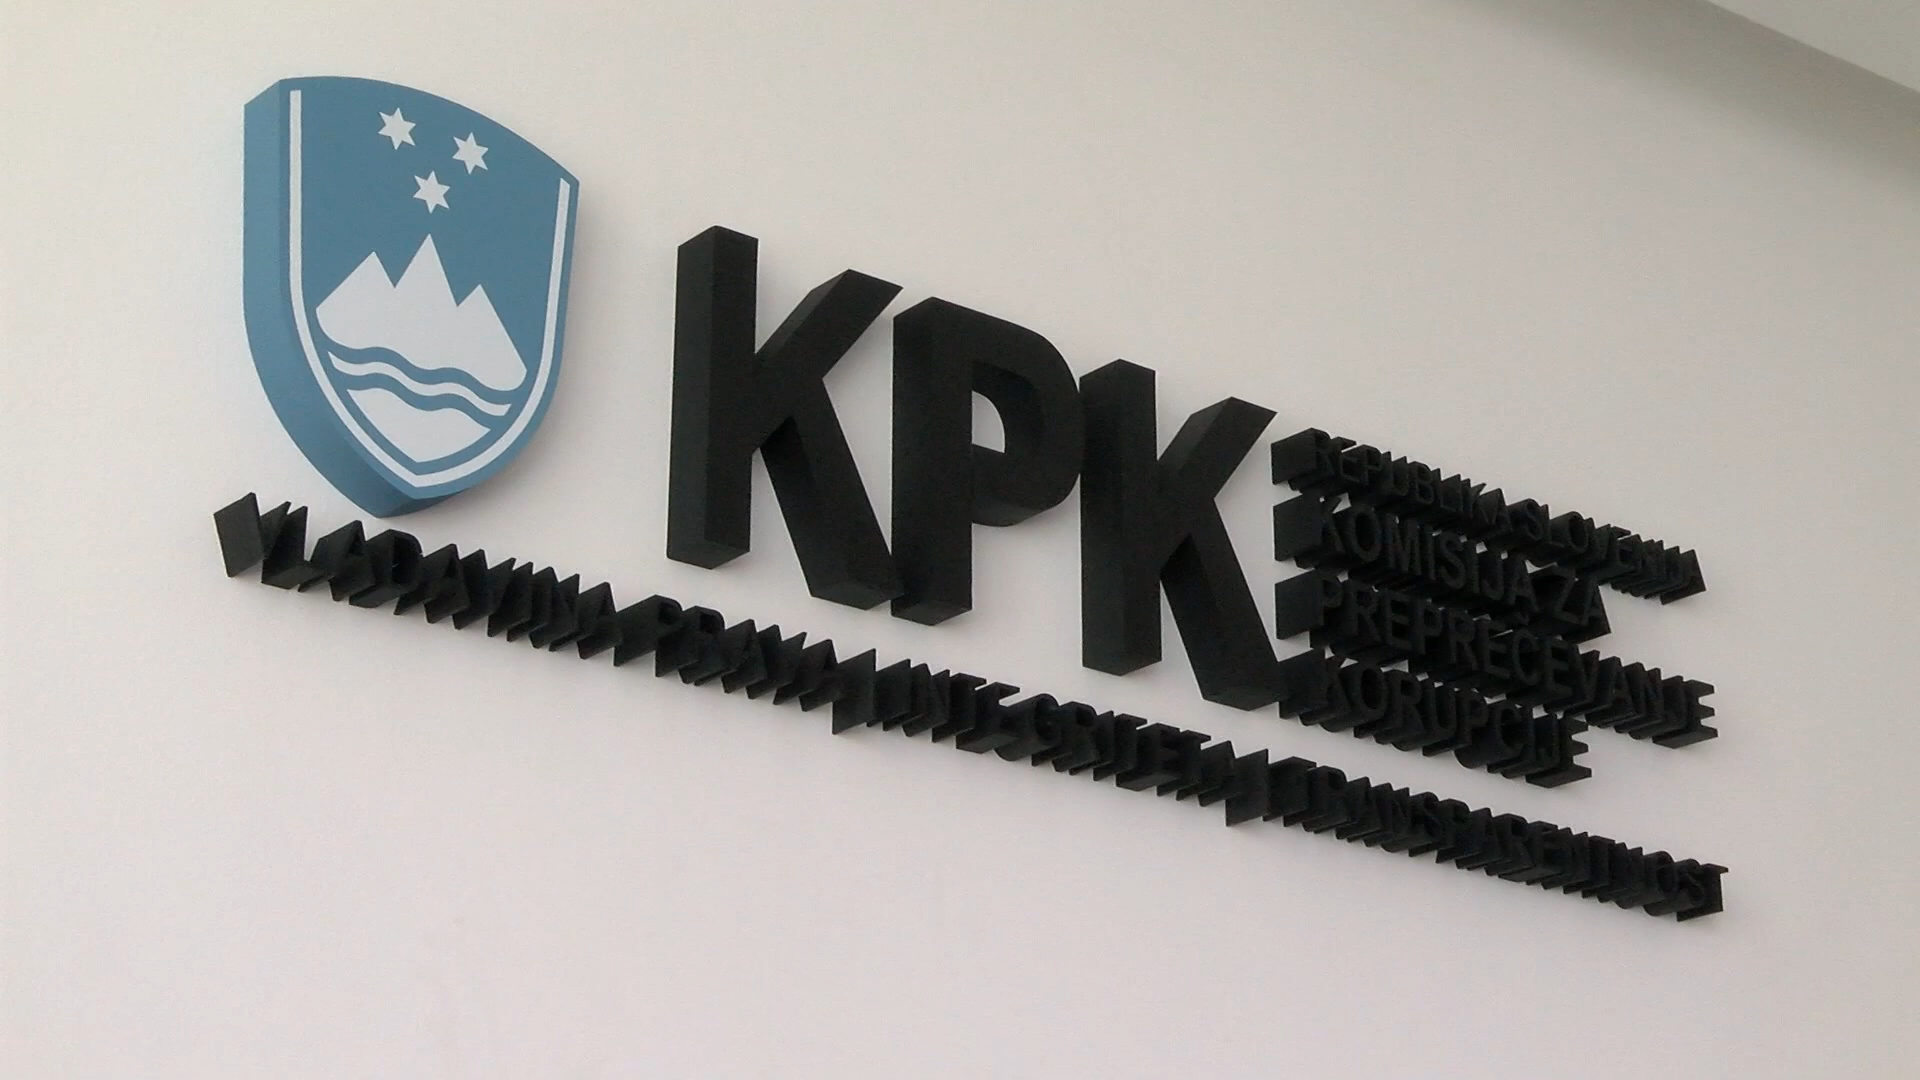 KPK
REPUBLIKA SLOVENIJA
KOMISIJA ZA
PREPREČEVANJE
KORUPCIJE
VLADAVINA PRAVA / INTEGRITETA / TRANSPARENTNOST